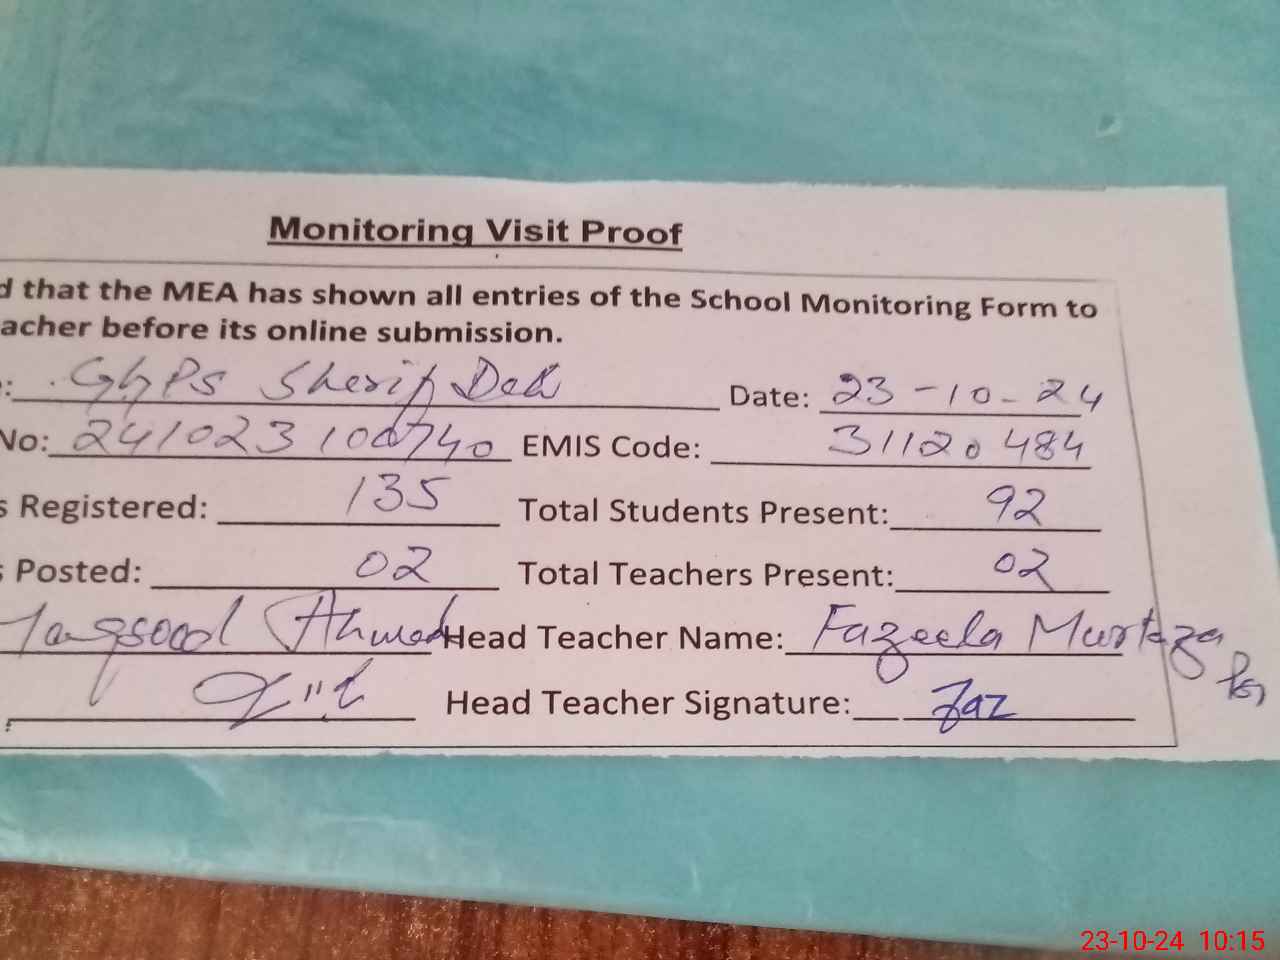 Monitoring Visit Proof
d that the MEA has shown all entries of the School Monitoring Form to
acher before its online submission.
: GGPS Sherif Date: 23-10-24
No: 241023100740 EMIS Code: 31120484
s Registered: 135 Total Students Present: 92
s Posted: 02 Total Teachers Present: 02
Maqsood Ahmed Head Teacher Name: Fazeela Murtaza
: Head Teacher Signature: Faz
23-10-24 10:15